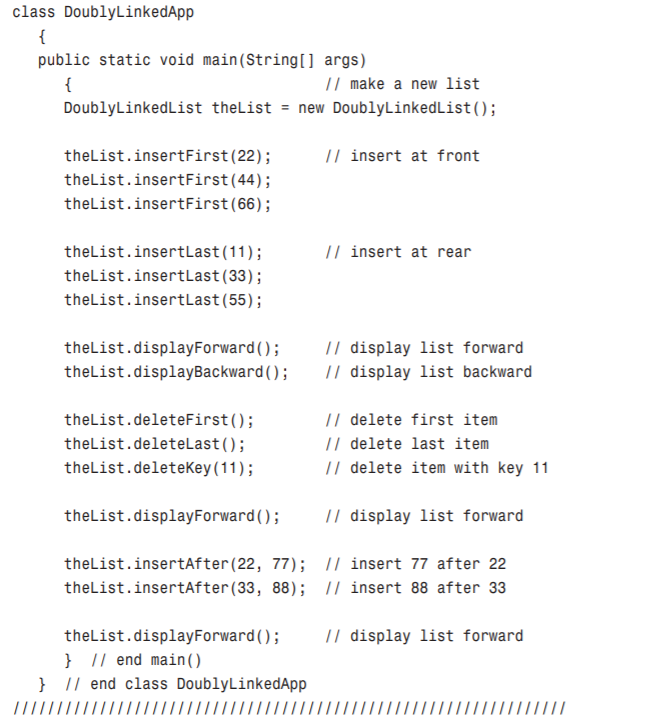 class DoublyLinkedApp
{
public static void main(String[] args)
{ // make a new list
DoublyLinkedList theList = new DoublyLinkedList();
theList.insertFirst(22); // insert at front
theList.insertFirst(44);
theList.insertFirst(66);
theList.insertLast(11); // insert at rear
theList.insertLast(33);
theList.insertLast(55);
theList.displayForward(); // display list forward
theList.displayBackward(); // display list backward
theList.deleteFirst(); // delete first item
theList.deleteLast(); // delete last item
theList.deleteKey(11); // delete item with key 11
theList.displayForward(); // display list forward
theList.insertAfter(22, 77); // insert 77 after 22
theList.insertAfter(33, 88); // insert 88 after 33
theList.displayForward(); // display list forward
} // end main()
} // end class DoublyLinkedApp
////////////////////////////////////////////////////////////////